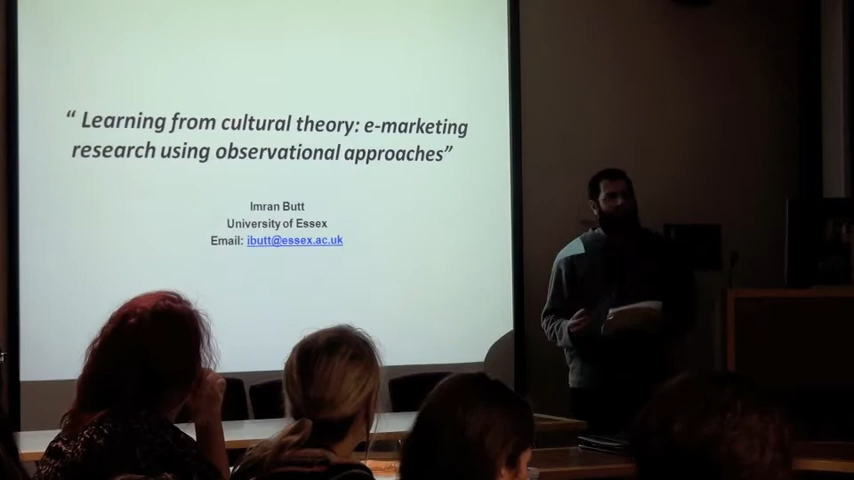 “ Learning from cultural theory: e-marketing
research using observational approaches”
Imran Butt
University of Essex
Email: ibutt@essex.ac.uk